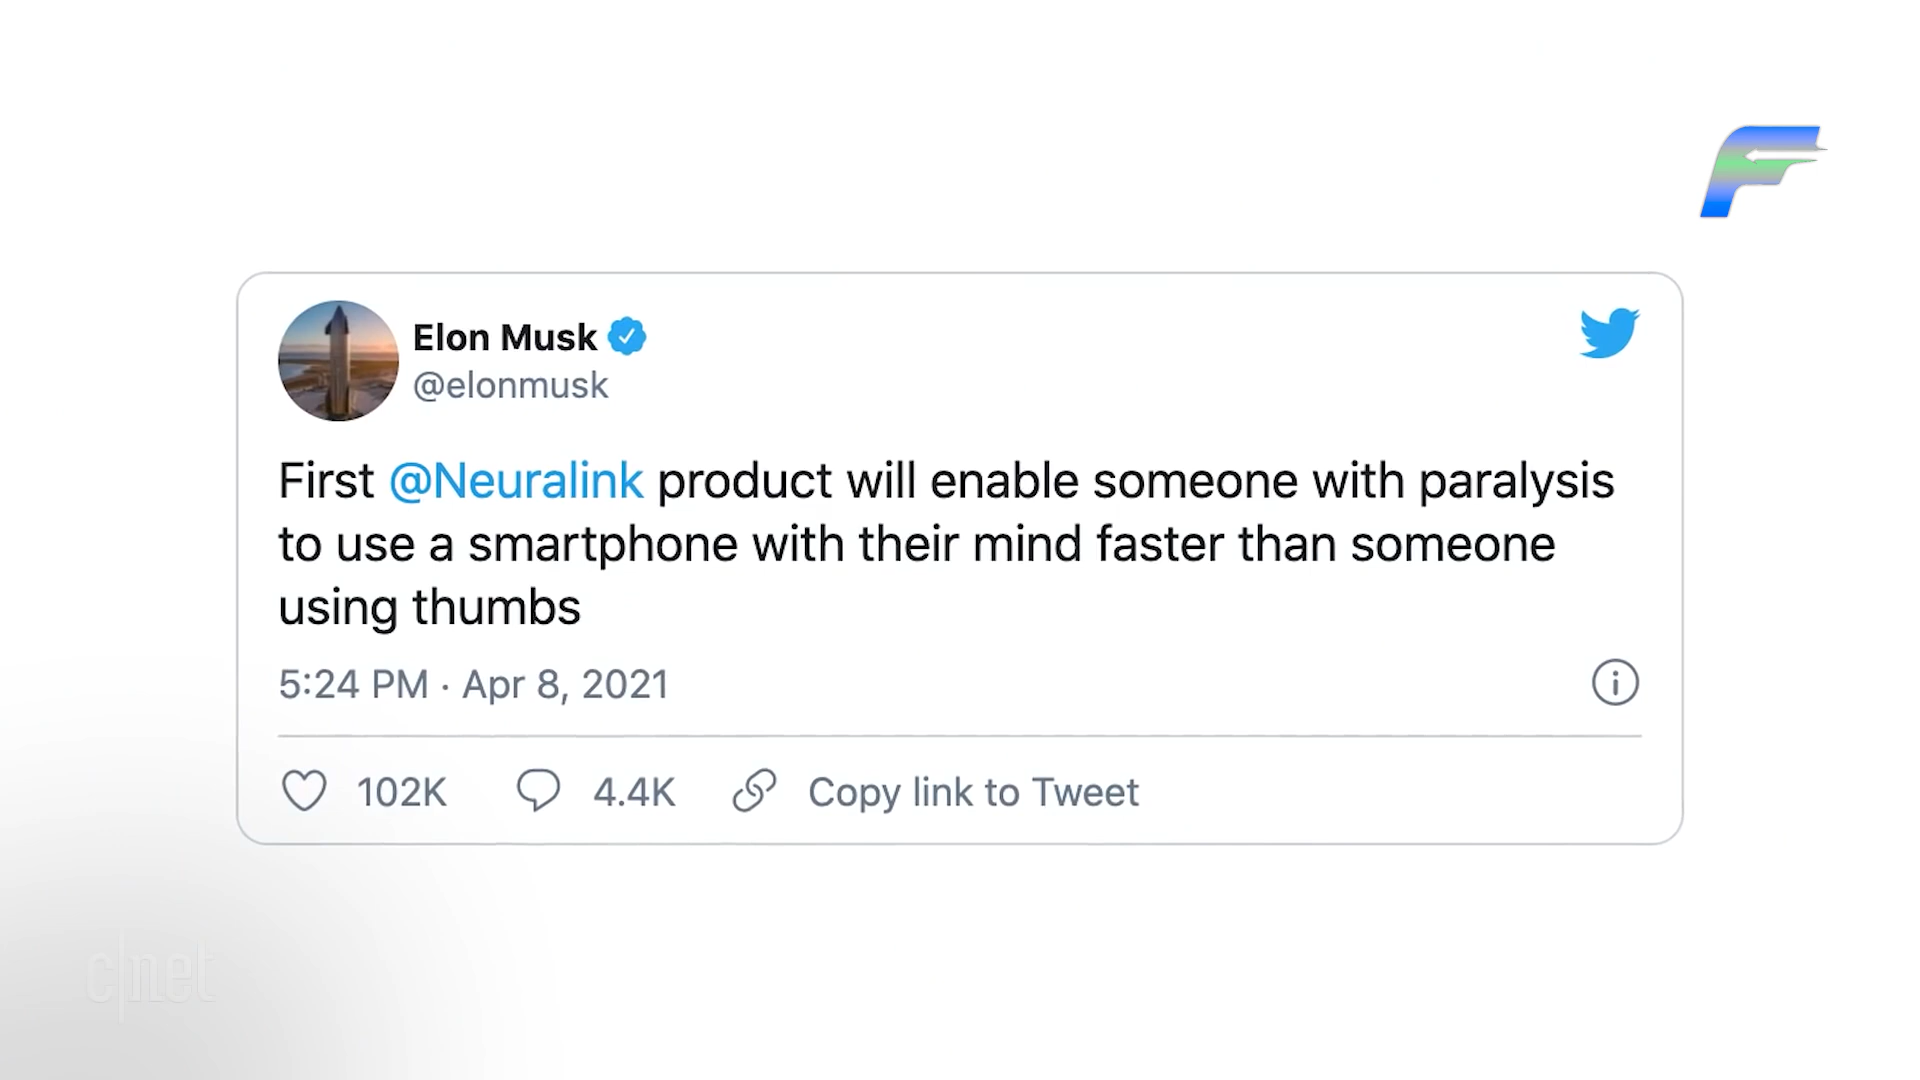 Elon Musk
@elonmusk
First @Neuralink product will enable someone with paralysis
to use a smartphone with their mind faster than someone
using thumbs
5:24 PM · Apr 8, 2021
102K 4.4K Copy link to Tweet
c|net